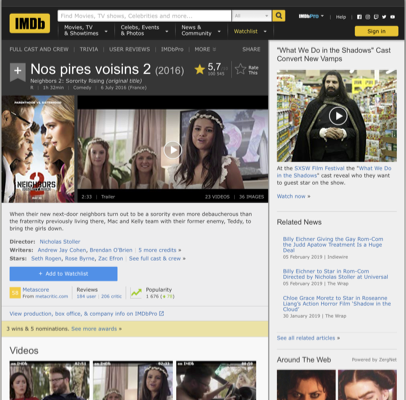 IMDb
Find Movies, TV shows, Celebrities and more...
All
IMDbPro
Help
Movies, TV & Showtimes
Celebs, Events & Photos
News & Community
Watchlist
Sign in
FULL CAST AND CREW | TRIVIA | USER REVIEWS | IMDbPro | MORE
SHARE
Nos pires voisins 2 (2016)
Neighbors 2: Sorority Rising (original title)
R | 1h 32min | Comedy | 6 July 2016 (France)
5,7
Rate This
NEIGHBORS 2
2:33 | Trailer
33 VIDEOS | 36 IMAGES
When their new next-door neighbors turn out to be a sorority even more debaucherous than
the fraternity previously living there, Mac and Kelly team with their former enemy, Teddy, to
bring the girls down.
Director: Nicholas Stoller
Writers: Andrew Jay Cohen, Brendan O'Brien | 5 more credits »
Stars: Seth Rogen, Rose Byrne, Zac Efron | See full cast & crew »
+ Add to Watchlist
Metascore
From metacritic.com
Reviews
184 user | 206 critic
Popularity
1 676
View production, box office, & company info on IMDbPro
3 wins & 5 nominations. See more awards »
Videos
"What We Do in the Shadows" Cast
Convert New Vamps
At the SXSW Film Festival the "What We Do
in the Shadows" cast reveal who they want
to guest star on the show.
Watch now »
Related News
Billy Eichner Giving the Gay Rom-Com
the Judd Apatow Treatment Is a Huge
Deal
05 February 2019 | Indiewire
Billy Eichner to Star in Rom-Com
Directed by Nicholas Stoller at Universal
05 February 2019 | The Wrap
Chloe Grace Moretz to Star in Roseanne
Liang's Action Horror Film 'Shadow in the
Cloud'
30 January 2019 | The Wrap
See all related articles »
Around The Web
Powered by ZergNet